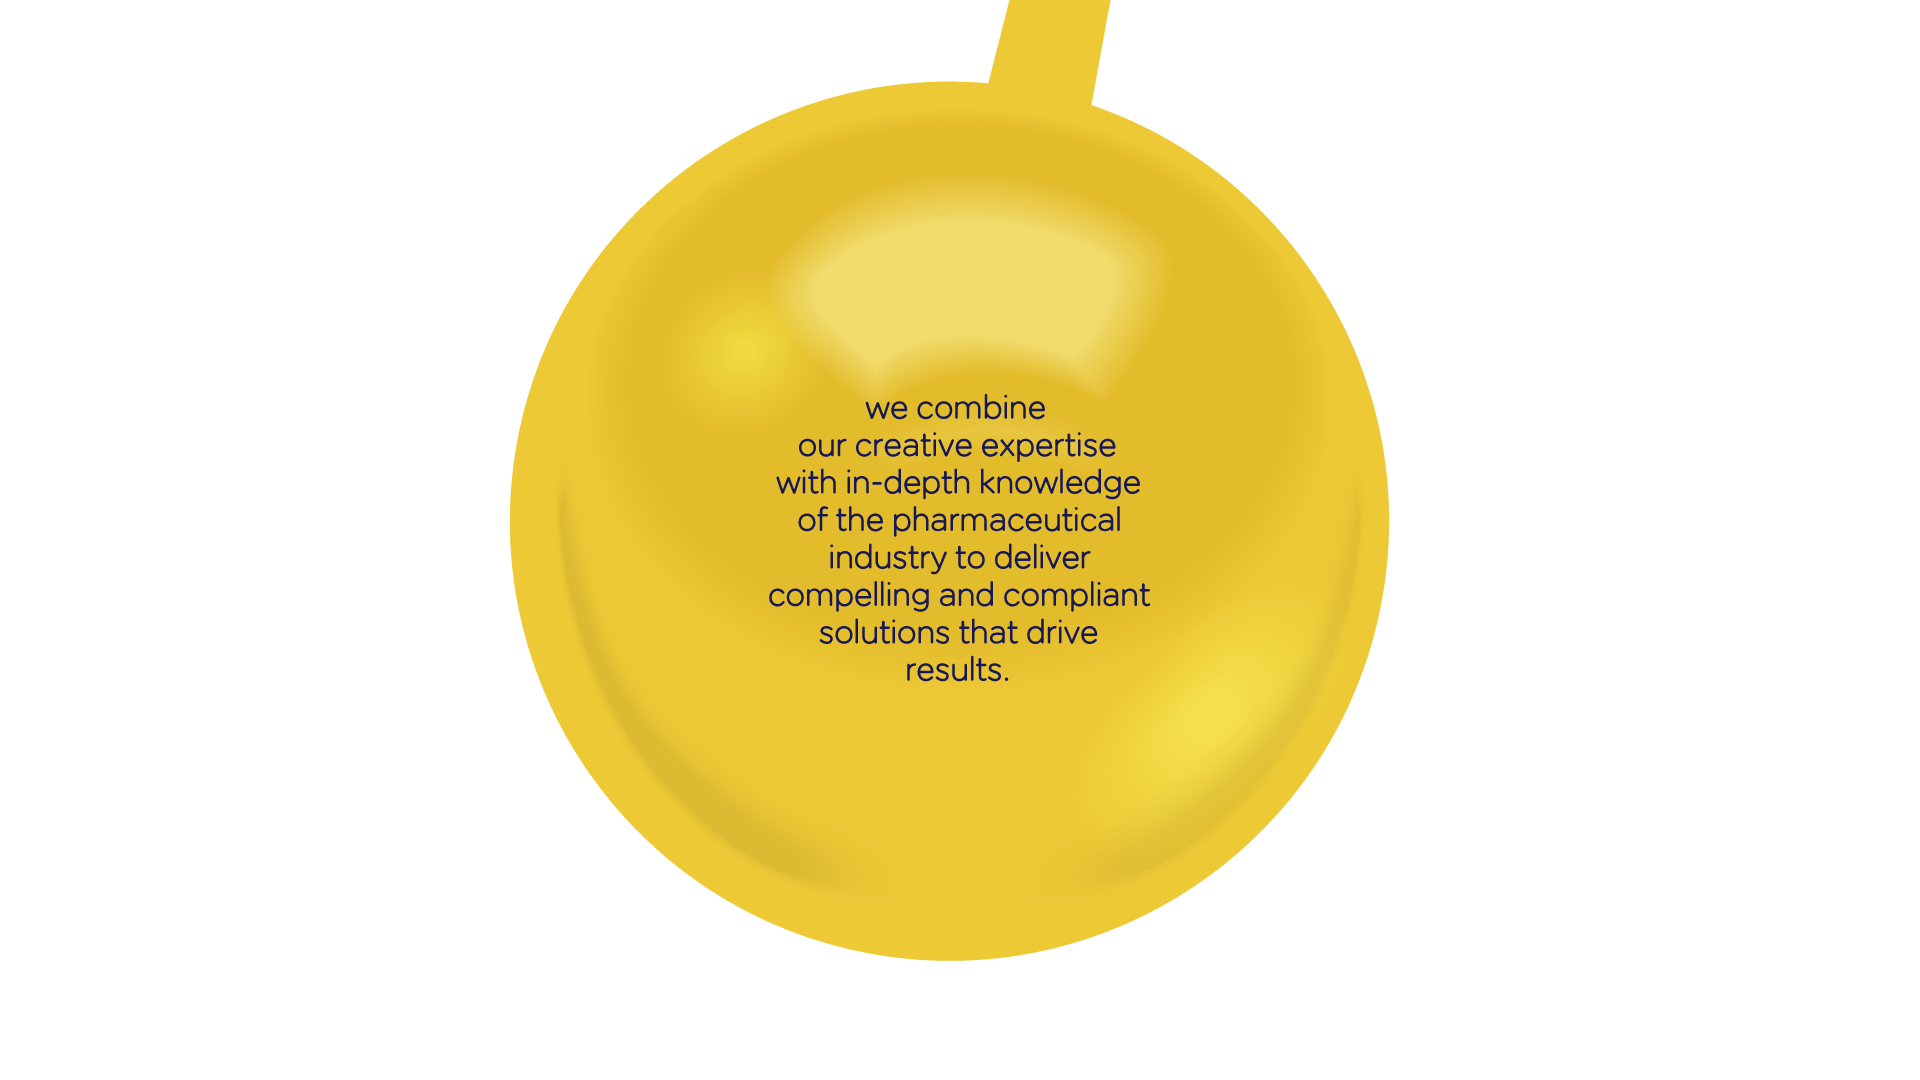 we combine
our creative expertise
with in-depth knowledge
of the pharmaceutical
industry to deliver
compelling and compliant
solutions that drive
results.